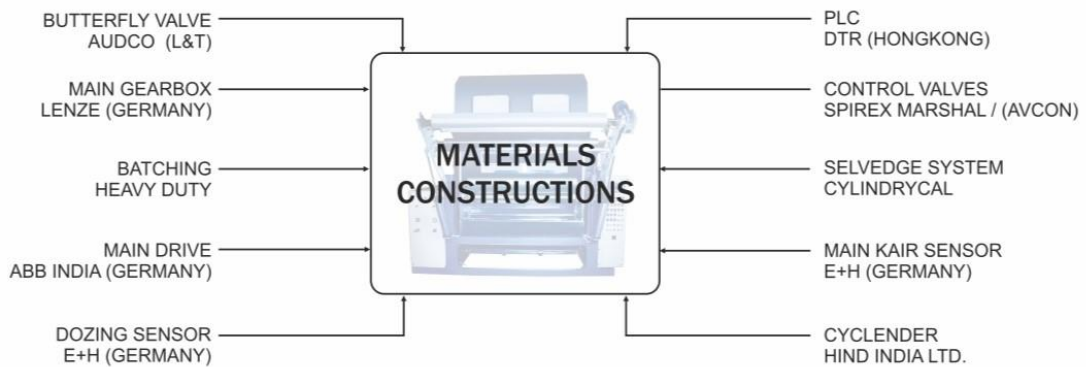 BUTTERFLY VALVE
AUDCO (L&T)
MAIN GEARBOX
LENZE (GERMANY)
BATCHING
HEAVY DUTY
MAIN DRIVE
ABB INDIA (GERMANY)
DOZING SENSOR
E+H (GERMANY)
MATERIALS
CONSTRUCTIONS
PLC
DTR (HONGKONG)
CONTROL VALVES
SPIREX MARSHAL / (AVCON)
SELVEDGE SYSTEM
CYLINDRYCAL
MAIN KAIR SENSOR
E+H (GERMANY)
CYCLENDER
HIND INDIA LTD.